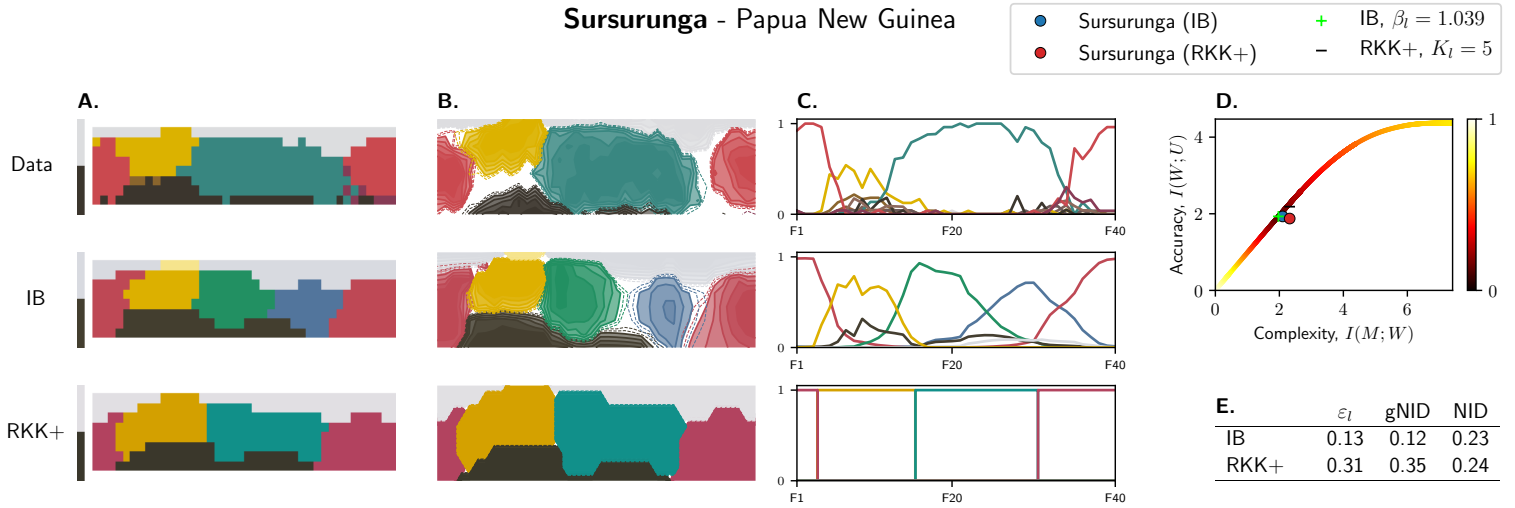 Sursurunga - Papua New Guinea
Sursurunga (IB)
Sursurunga (RKK+)
IB, β_l = 1.039
RKK+, K_l = 5
A.
B.
C.
D.
Data
IB
RKK+
1
0
F1
F20
F40
1
0
F1
F20
F40
1
0
F1
F20
F40
Accuracy, I(W; U)
4
2
0
0
2
4
6
Complexity, I(M; W)
1
0
E.
ε_l gNID NID
IB 0.13 0.12 0.23
RKK+ 0.31 0.35 0.24